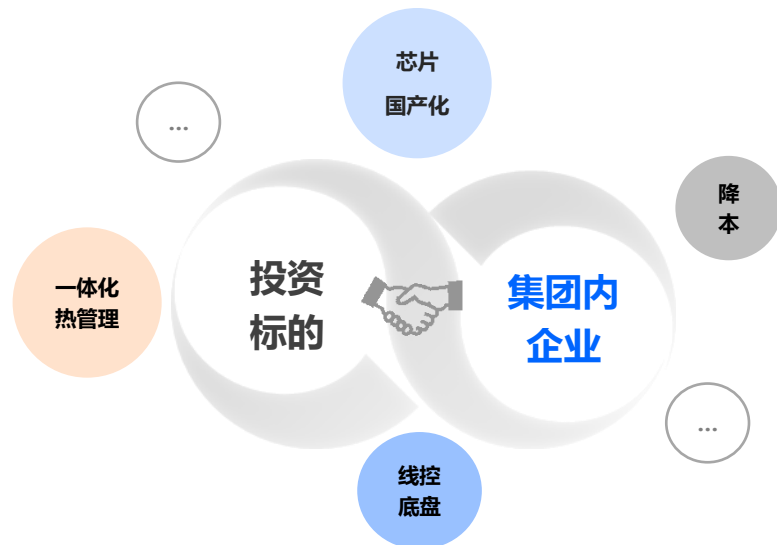 芯片
国产化
...
降
本
一体化
热管理
投资
标的
集团内
企业
...
线控
底盘